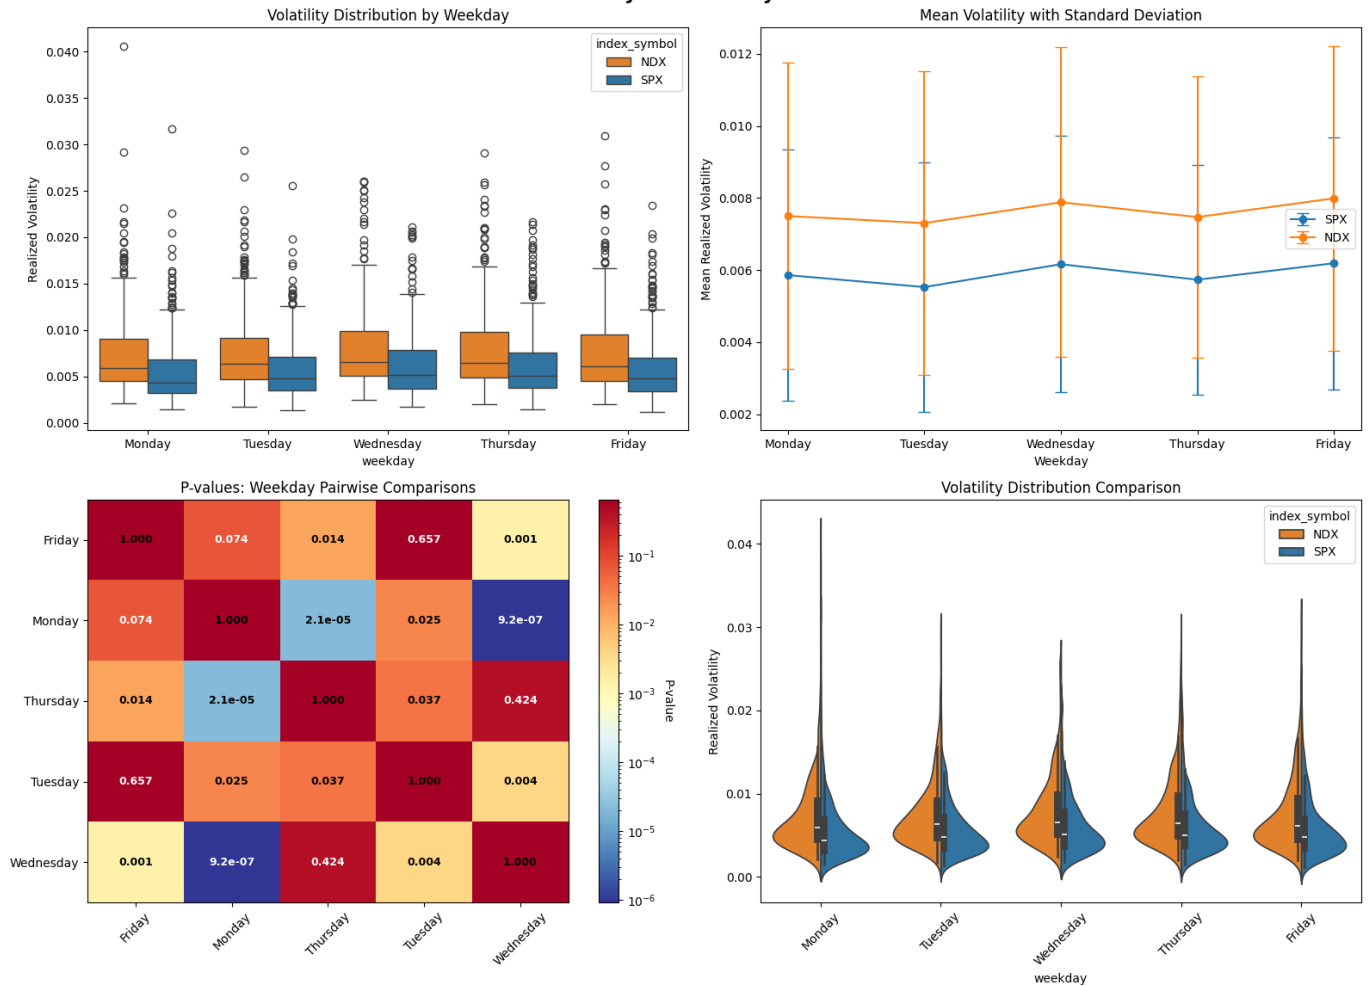 Volatility Distribution by Weekday
Realized Volatility
0.040
0.035
0.030
0.025
0.020
0.015
0.010
0.005
0.000
index_symbol
NDX
SPX
Monday Tuesday Wednesday Thursday Friday
weekday
Mean Volatility with Standard Deviation
Mean Realized Volatility
0.012
0.010
0.008
0.006
0.004
0.002
SPX
NDX
Monday Tuesday Wednesday Thursday Friday
Weekday
P-values: Weekday Pairwise Comparisons
Friday 1.000 0.074 0.014 0.657 0.001
Monday 0.074 1.000 2.1e-05 0.025 9.2e-07
Thursday 0.014 2.1e-05 1.000 0.037 0.424
Tuesday 0.657 0.025 0.037 1.000 0.004
Wednesday 0.001 9.2e-07 0.424 0.004 1.000
Friday Monday Thursday Tuesday Wednesday
10⁻¹
10⁻²
10⁻³
10⁻⁴
10⁻⁵
10⁻⁶
P-value
Volatility Distribution Comparison
Realized Volatility
0.04
0.03
0.02
0.01
0.00
index_symbol
NDX
SPX
Monday Tuesday Wednesday Thursday Friday
weekday